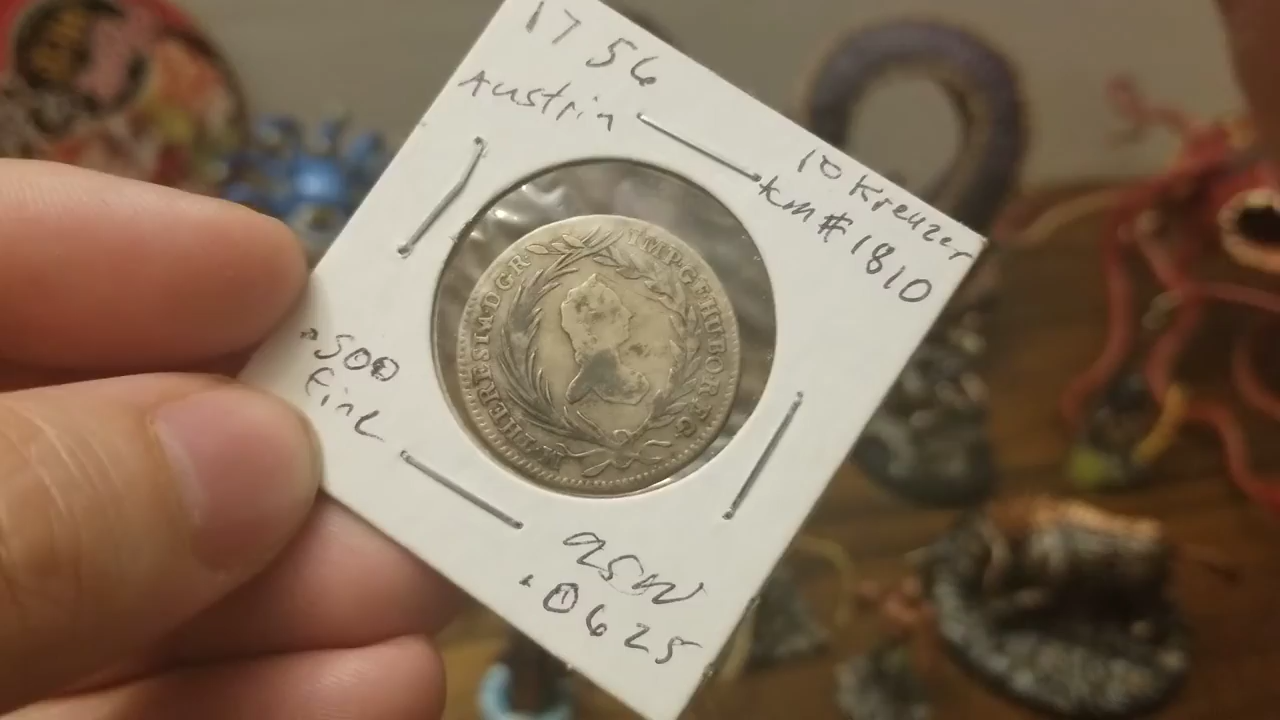 1756
Austria
10 Kreuzer
km# 1810
.500
fine
ASW
.0625
M.THERESIA.D.G.R.
IMP.GE.HU.BO.R.G.